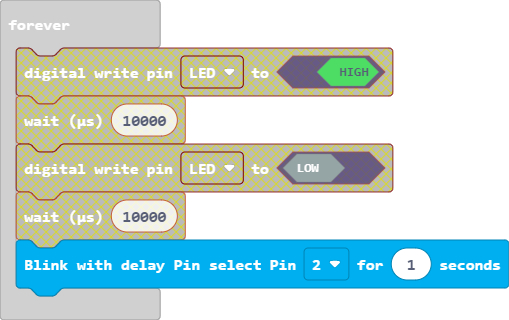 forever
digital write pin LED to HIGH
wait (µs) 10000
digital write pin LED to LOW
wait (µs) 10000
Blink with delay Pin select Pin 2 for 1 seconds